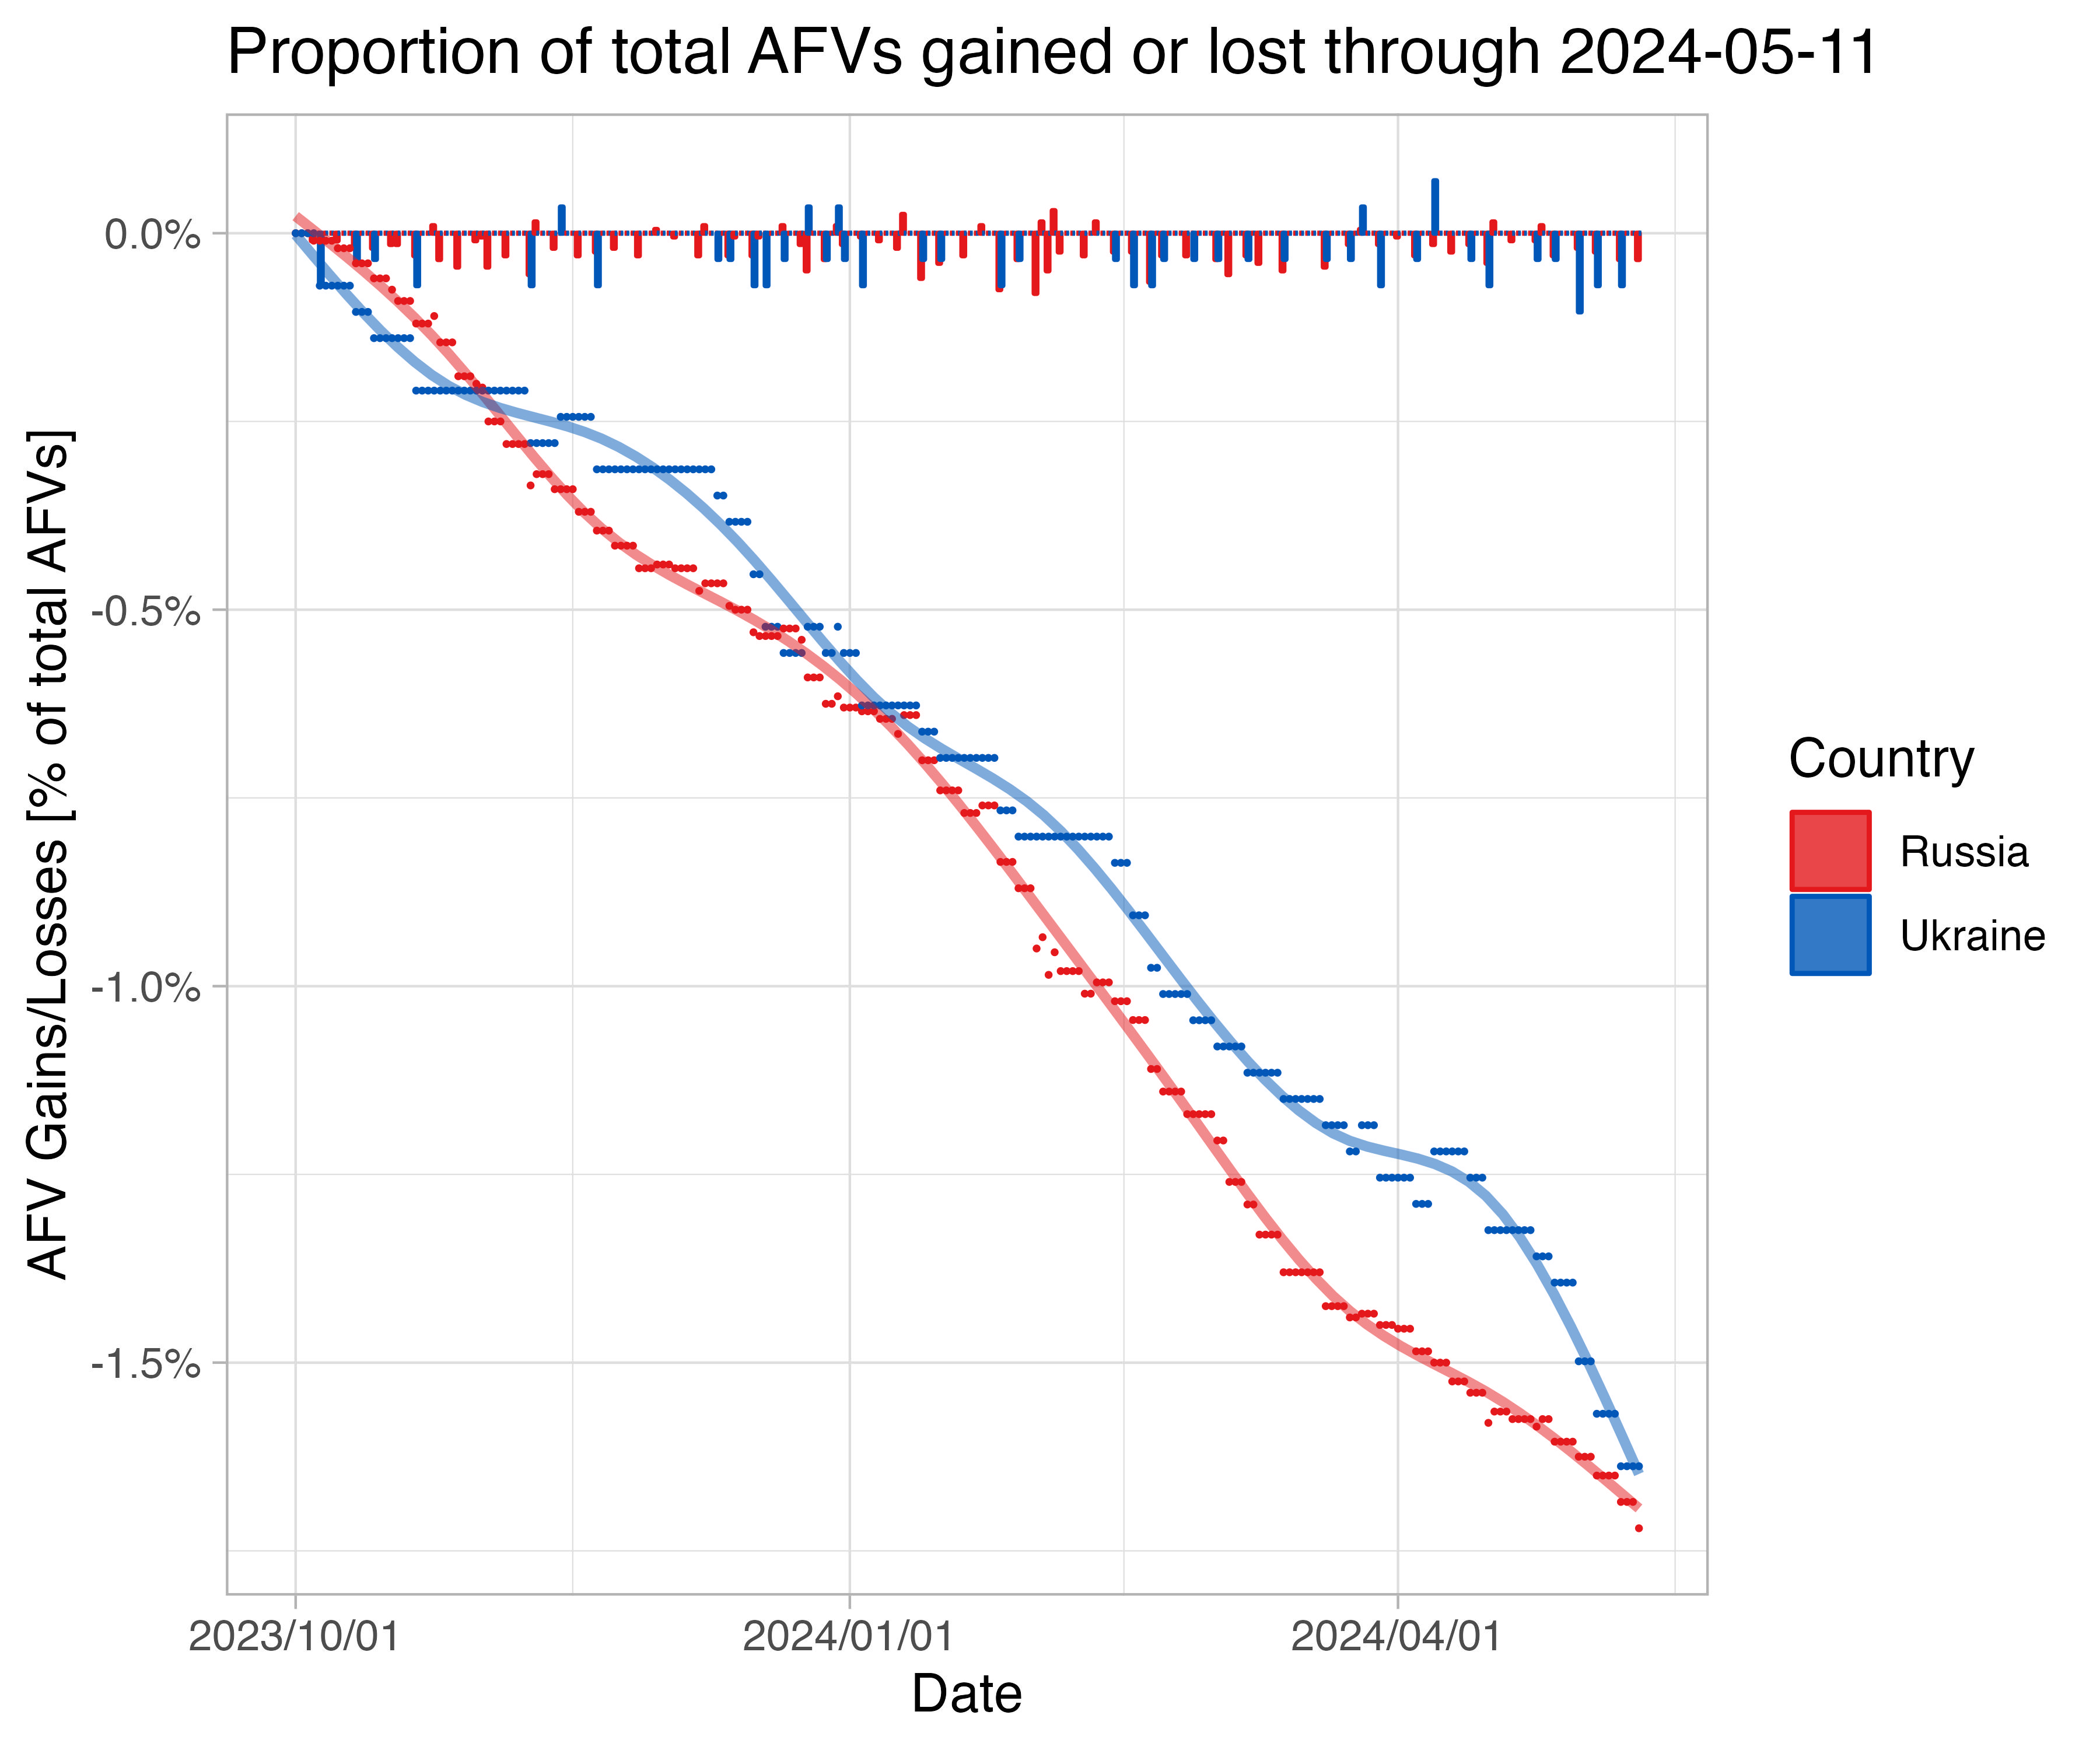 Proportion of total AFVs gained or lost through 2024-05-11
AFV Gains/Losses [% of total AFVs]
0.0%
-0.5%
-1.0%
-1.5%
2023/10/01
2024/01/01
2024/04/01
Date
Country
Russia
Ukraine